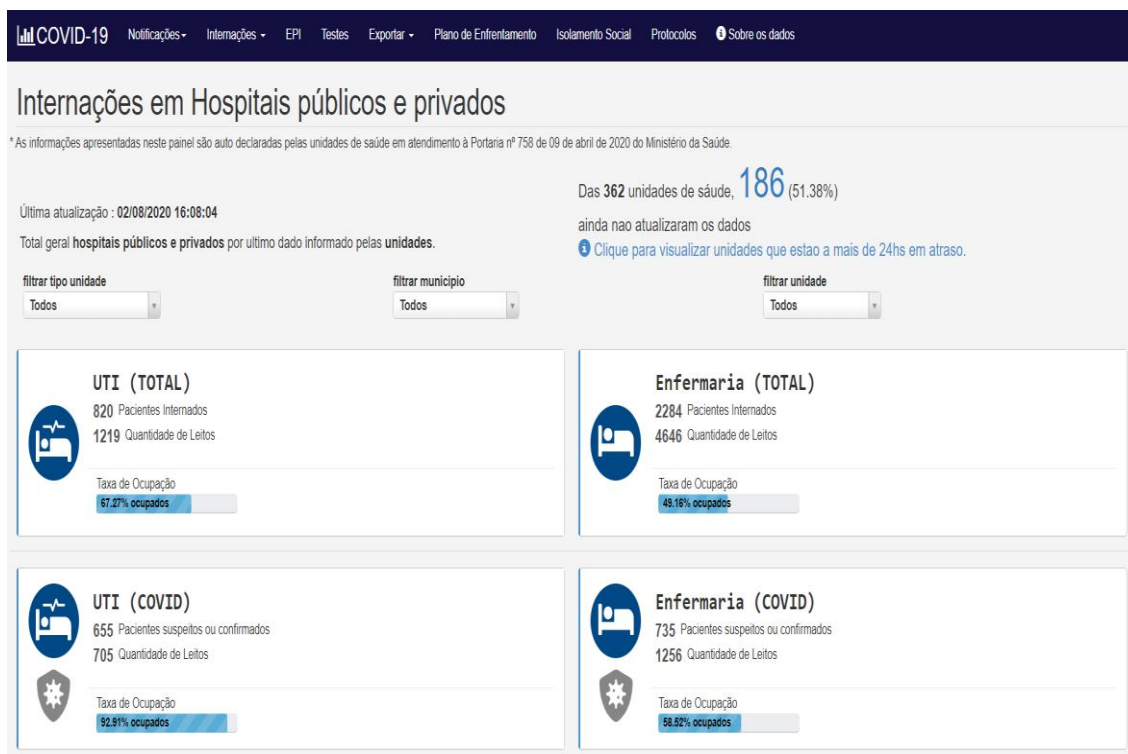 COVID-19 Notificações Internações EPI Testes Exportar Plano de Enfrentamento Isolamento Social Protocolos Sobre os dados
Internações em Hospitais públicos e privados
* As informações apresentadas neste painel são auto declaradas pelas unidades de saúde em atendimento à Portaria nº 758 de 09 de abril de 2020 do Ministério da Saúde.
Última atualização : 02/08/2020 16:08:04
Total geral hospitais públicos e privados por ultimo dado informado pelas unidades.
Das 362 unidades de sáude, 186 (51.38%)
ainda nao atualizaram os dados
Clique para visualizar unidades que estao a mais de 24hs em atraso.
filtrar tipo unidade
Todos
filtrar municipio
Todos
filtrar unidade
Todos
UTI (TOTAL)
820 Pacientes Internados
1219 Quantidade de Leitos
Taxa de Ocupação
67.27% ocupados
Enfermaria (TOTAL)
2284 Pacientes Internados
4646 Quantidade de Leitos
Taxa de Ocupação
49.16% ocupados
UTI (COVID)
655 Pacientes suspeitos ou confirmados
705 Quantidade de Leitos
Taxa de Ocupação
92.91% ocupados
Enfermaria (COVID)
735 Pacientes suspeitos ou confirmados
1256 Quantidade de Leitos
Taxa de Ocupação
58.52% ocupados